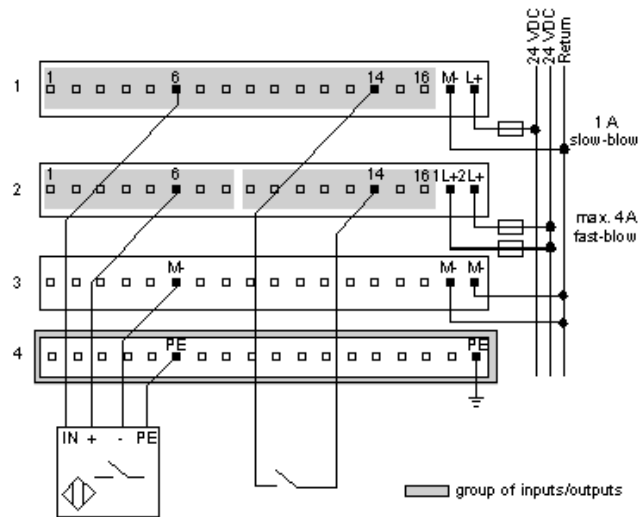 24 VDC
24 VDC
Return
1 6 14 16 M- L+
1
1 A
slow-blow
1 6 14 16 1L+ 2L+
2
max. 4 A
fast-blow
M- M- M-
3
PE PE
4
IN + - PE
group of inputs/outputs